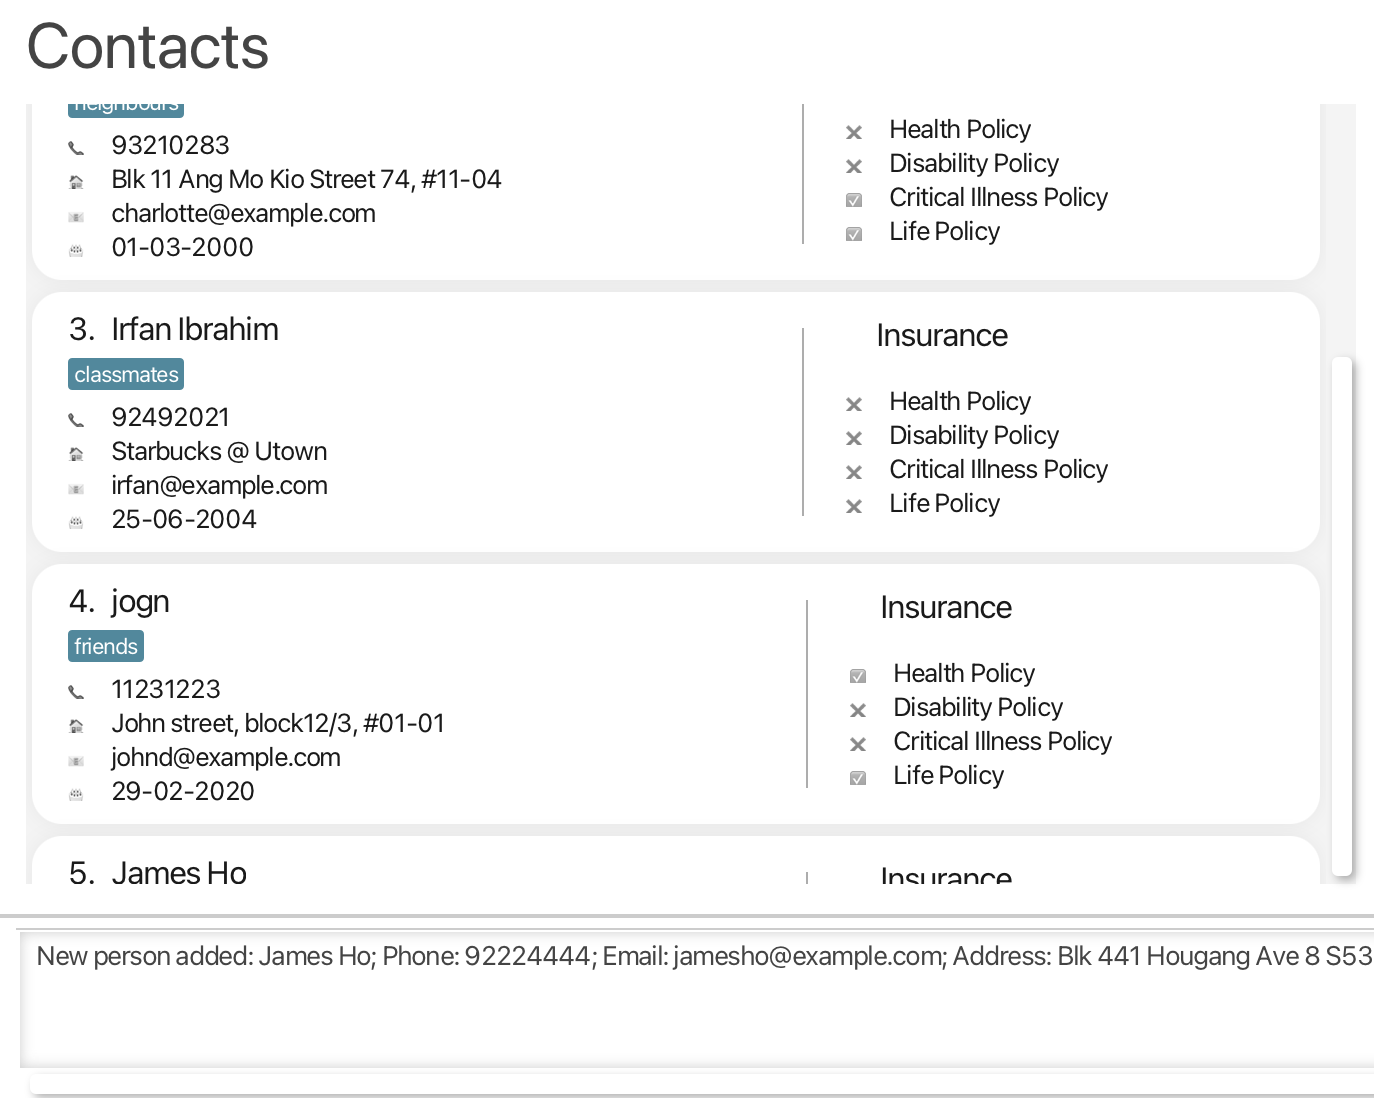 Contacts
neighbours
93210283
Blk 11 Ang Mo Kio Street 74, #11-04
charlotte@example.com
01-03-2000
Health Policy
Disability Policy
Critical Illness Policy
Life Policy
3. Irfan Ibrahim
classmates
92492021
Starbucks @ Utown
irfan@example.com
25-06-2004
Insurance
Health Policy
Disability Policy
Critical Illness Policy
Life Policy
4. jogn
friends
11231223
John street, block12/3, #01-01
johnd@example.com
29-02-2020
Insurance
Health Policy
Disability Policy
Critical Illness Policy
Life Policy
5. James Ho
Insurance
New person added: James Ho; Phone: 92224444; Email: jamesho@example.com; Address: Blk 441 Hougang Ave 8 S53